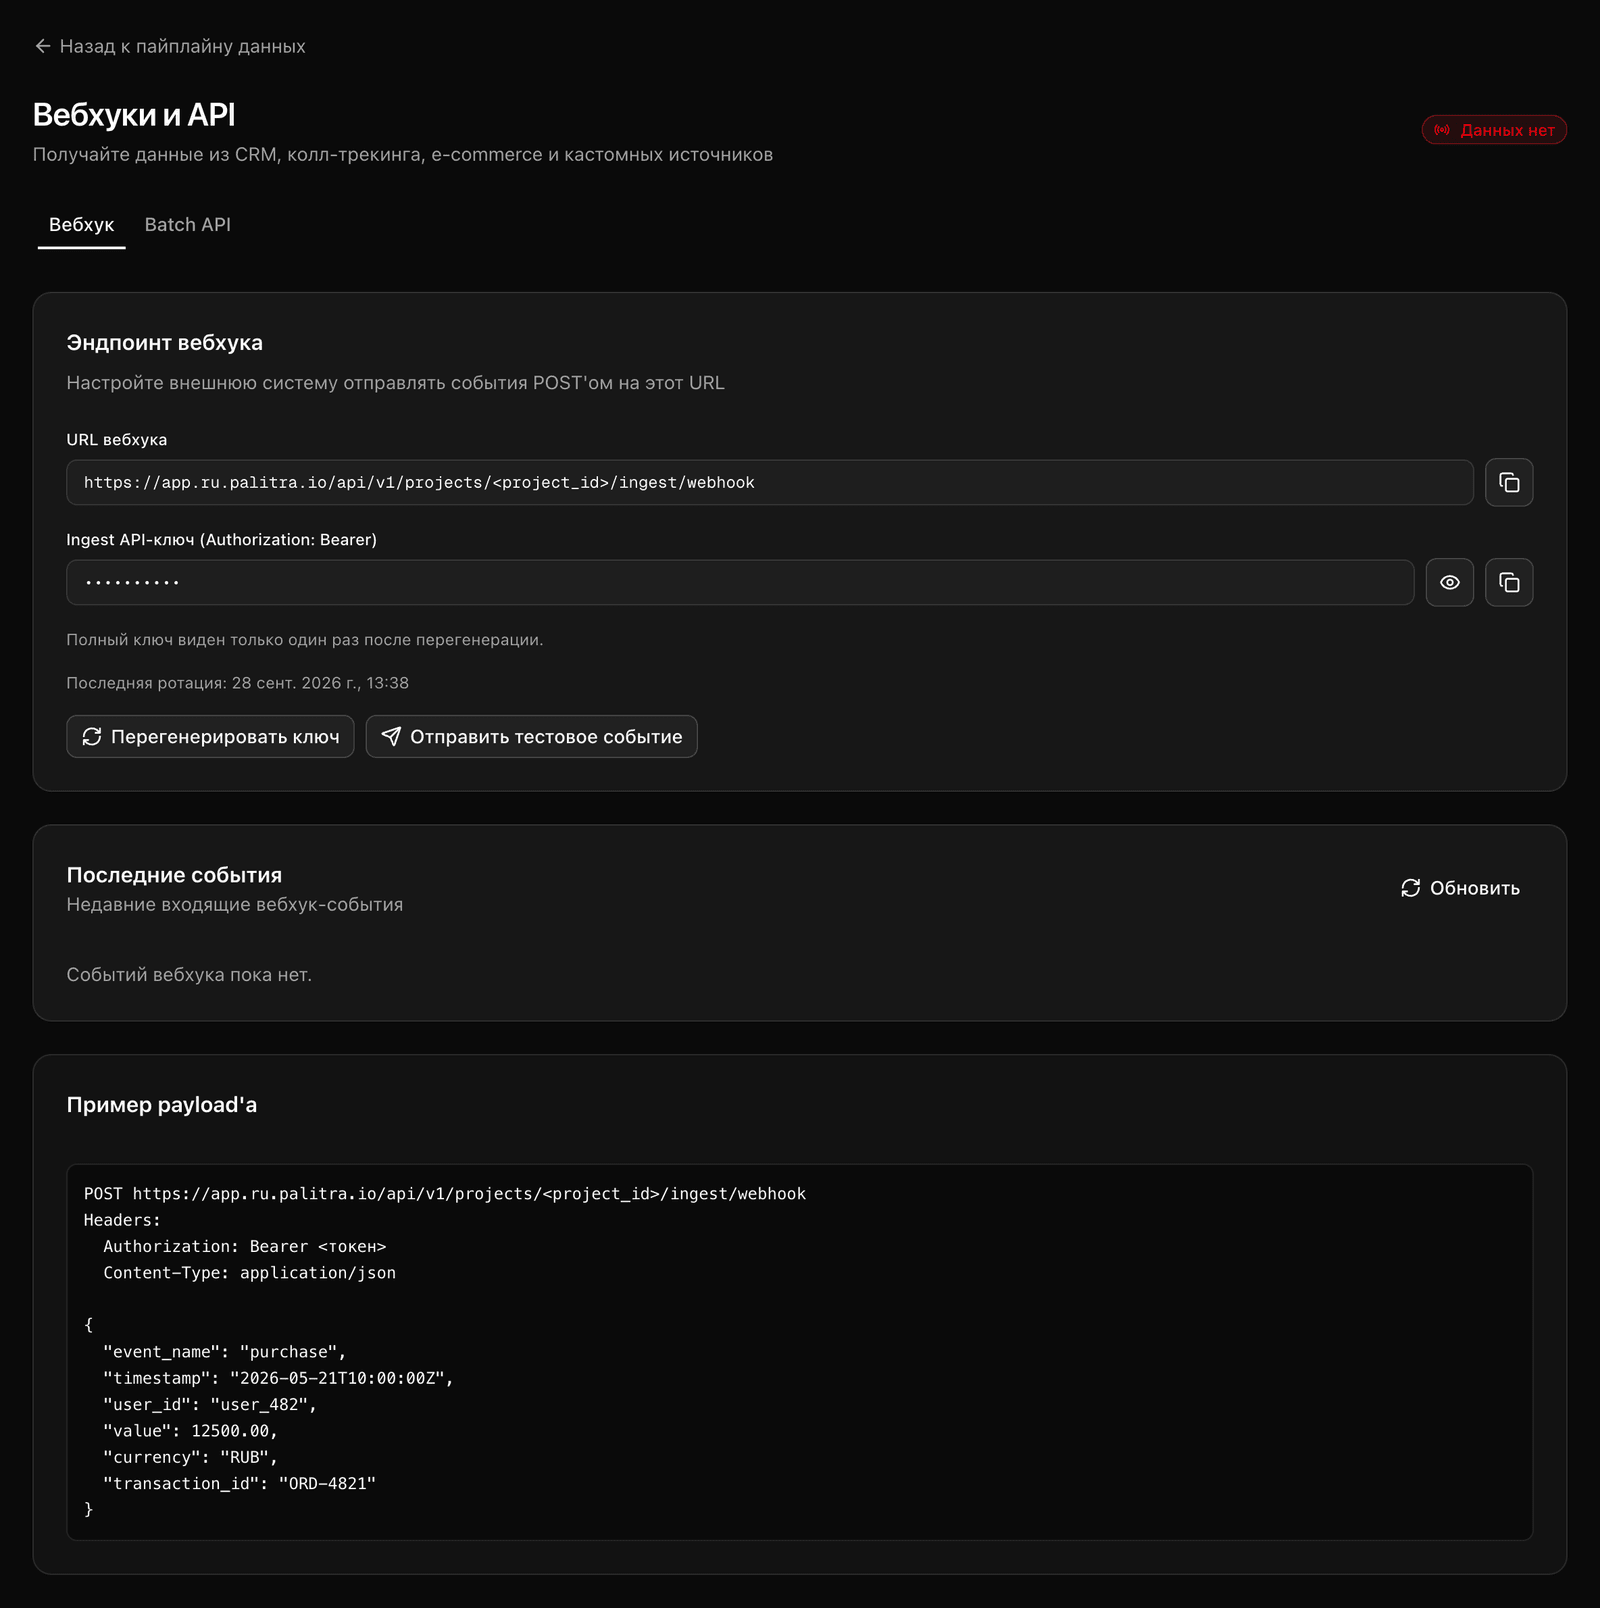 Назад к пайплайну данных
Вебхуки и API
Получайте данные из CRM, колл-трекинга, e-commerce и кастомных источников
Данных нет
Вебхук
Batch API
Эндпоинт вебхука
Настройте внешнюю систему отправлять события POST'ом на этот URL
URL вебхука
https://app.ru.palitra.io/api/v1/projects/<project_id>/ingest/webhook
Ingest API-ключ (Authorization: Bearer)
••••••••••
Полный ключ виден только один раз после перегенерации.
Последняя ротация: 28 сент. 2026 г., 13:38
Перегенерировать ключ
Отправить тестовое событие
Последние события
Недавние входящие вебхук-события
Обновить
Событий вебхука пока нет.
Пример payload'а
POST https://app.ru.palitra.io/api/v1/projects/<project_id>/ingest/webhook
Headers:
  Authorization: Bearer <токен>
  Content-Type: application/json
{
  "event_name": "purchase",
  "timestamp": "2026-05-21T10:00:00Z",
  "user_id": "user_482",
  "value": 12500.00,
  "currency": "RUB",
  "transaction_id": "ORD-4821"
}